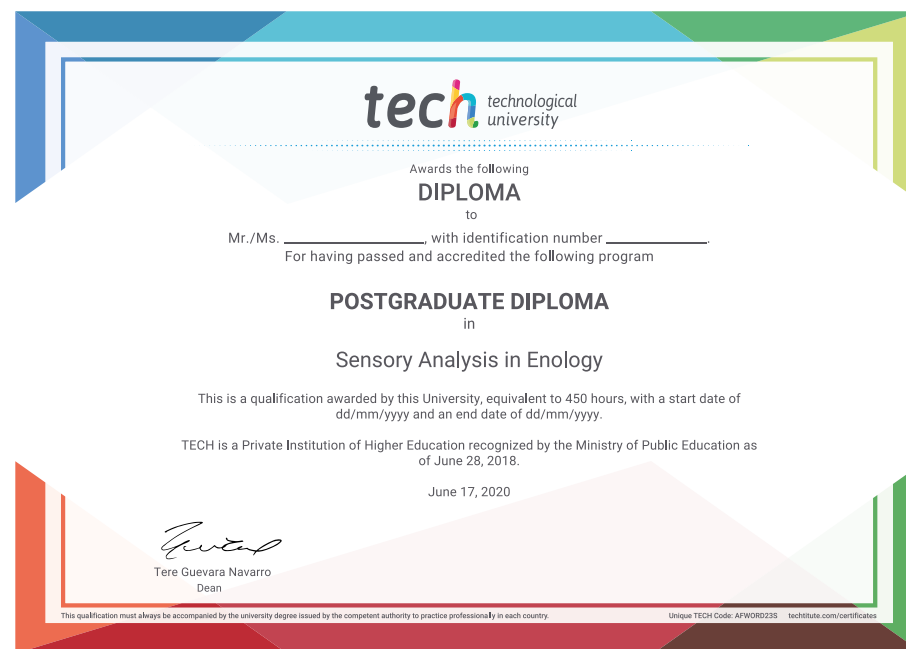 tech technological
university
Awards the following
DIPLOMA
to
Mr./Ms. ____________________, with identification number ______________.
For having passed and accredited the following program
POSTGRADUATE DIPLOMA
in
Sensory Analysis in Enology
This is a qualification awarded by this University, equivalent to 450 hours, with a start date of
dd/mm/yyyy and an end date of dd/mm/yyyy.
TECH is a Private Institution of Higher Education recognized by the Ministry of Public Education as
of June 28, 2018.
June 17, 2020
Tere Guevara Navarro
Dean
This qualification must always be accompanied by the university degree issued by the competent authority to practice professionally in each country. Unique TECH Code: AFWORD23S techtitute.com/certificates